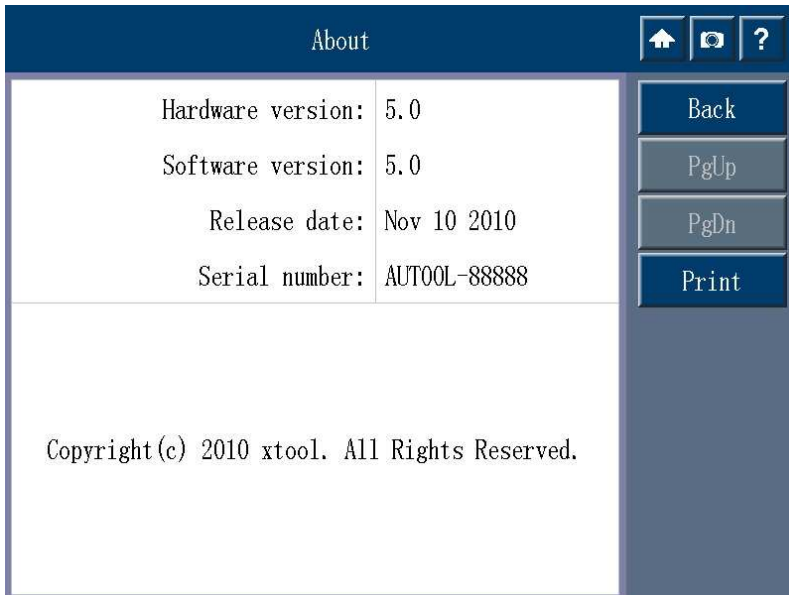 About
?
Hardware version: 5.0
Software version: 5.0
Release date: Nov 10 2010
Serial number: AUTOOL-88888
Copyright(c) 2010 xtool. All Rights Reserved.
Back
PgUp
PgDn
Print